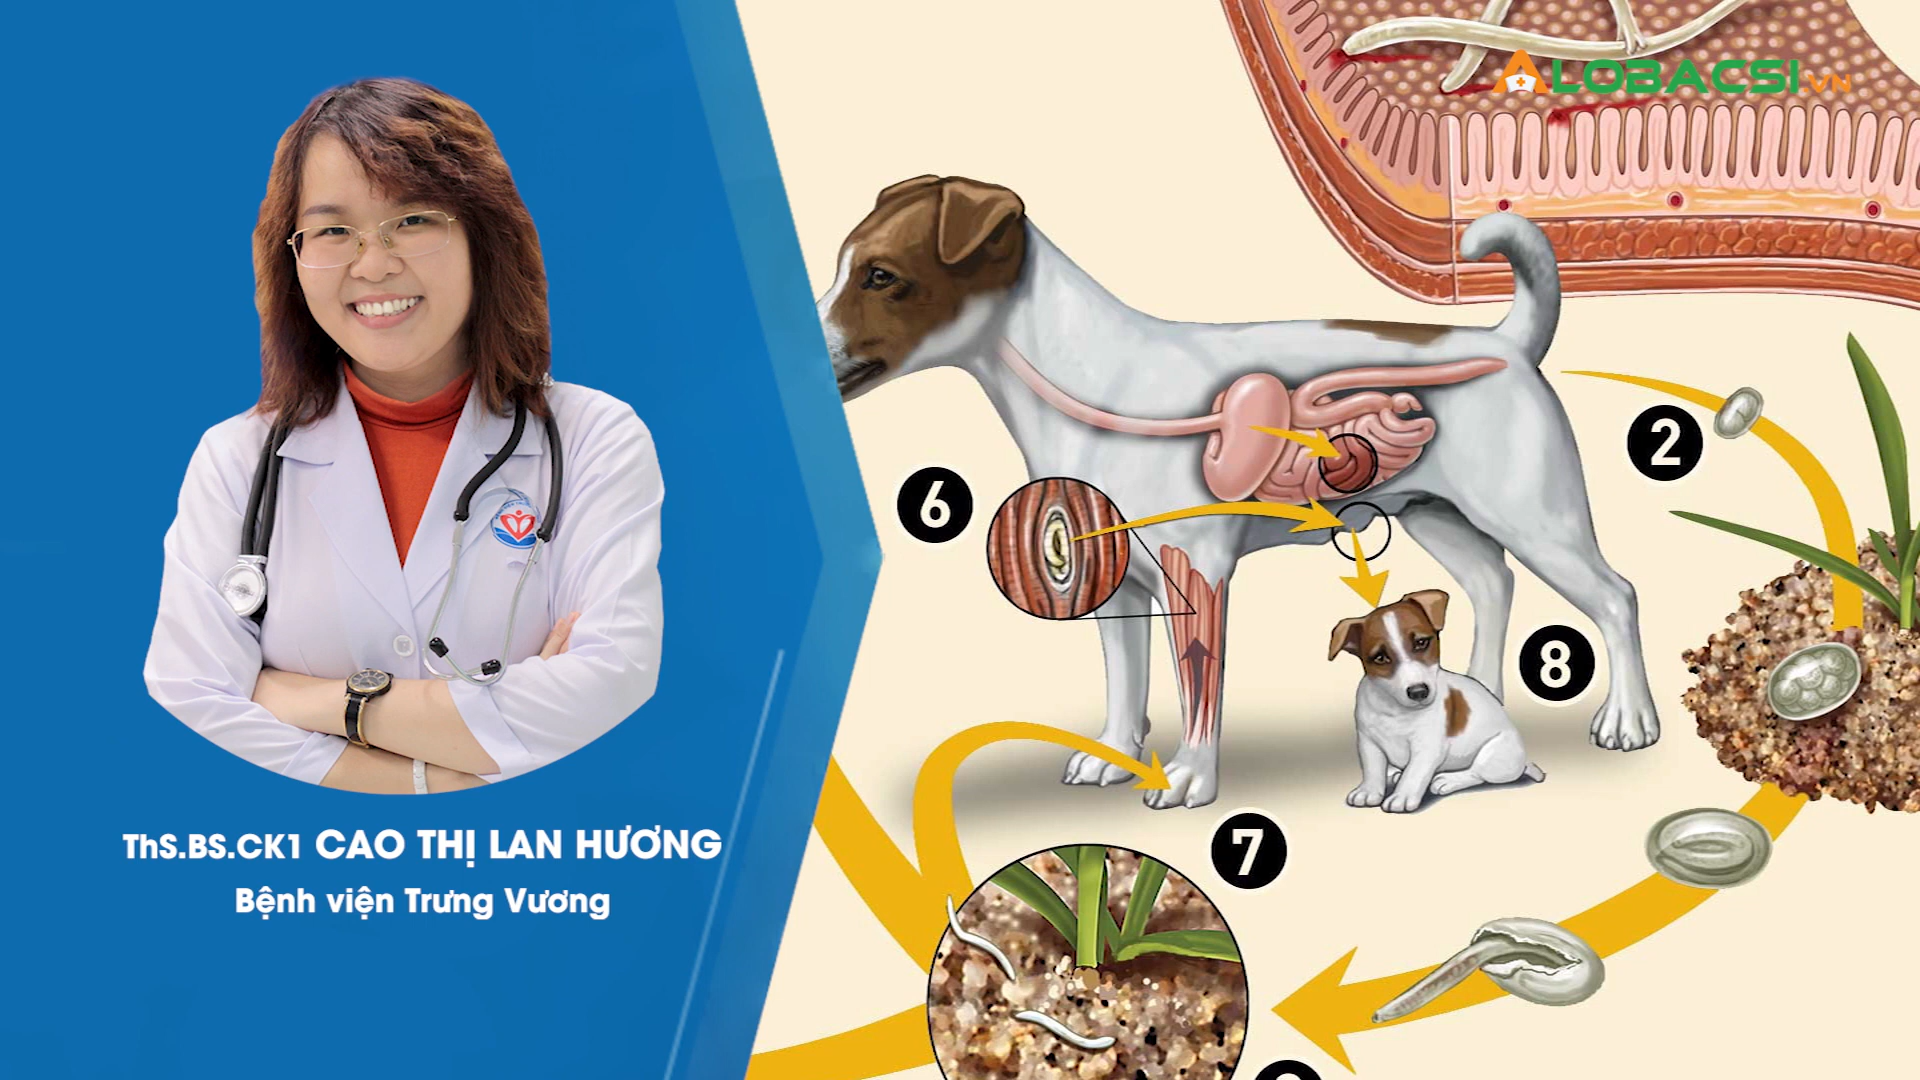 ALOBACSI.VN
2
6
8
7
ThS.BS.CK1 CAO THỊ LAN HƯƠNG
Bệnh viện Trưng Vương